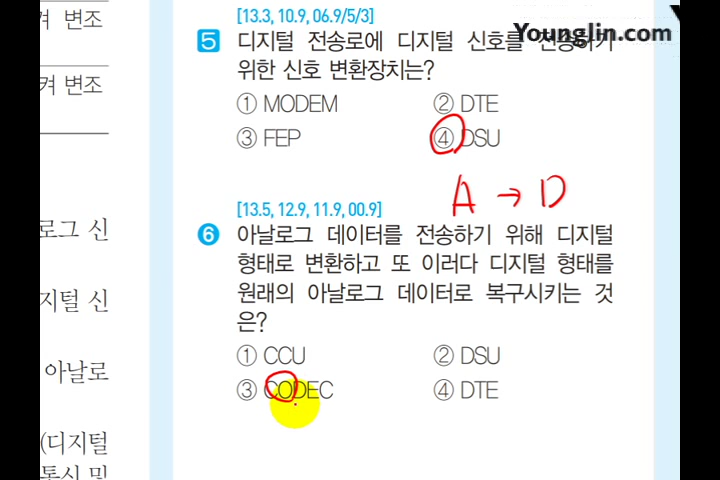 겨 변조
켜 변조
로그 신
지털 신
아날로
(디지털
통신 및
Younglin.com
[13.3, 10.9, 06.9/5/3]
5 디지털 전송로에 디지털 신호를 전송하기
위한 신호 변환장치는?
① MODEM ② DTE
③ FEP ④ DSU
A → D
[13.5, 12.9, 11.9, 00.9]
6 아날로그 데이터를 전송하기 위해 디지털
형태로 변환하고 또 이러다 디지털 형태를
원래의 아날로그 데이터로 복구시키는 것
은?
① CCU ② DSU
③ CODEC ④ DTE